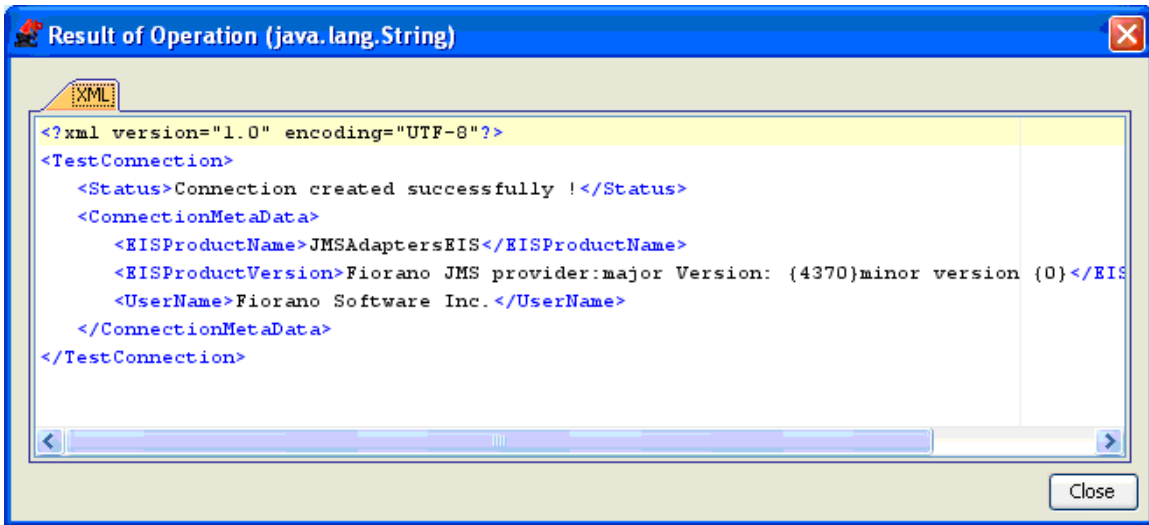 Result of Operation (java.lang.String)
XML
<?xml version="1.0" encoding="UTF-8"?>
<TestConnection>
<Status>Connection created successfully !</Status>
<ConnectionMetaData>
<EISProductName>JMSAdaptersEIS</EISProductName>
<EISProductVersion>Fiorano JMS provider:major Version: {4370}minor version {0}</EIS
<UserName>Fiorano Software Inc.</UserName>
</ConnectionMetaData>
</TestConnection>
Close